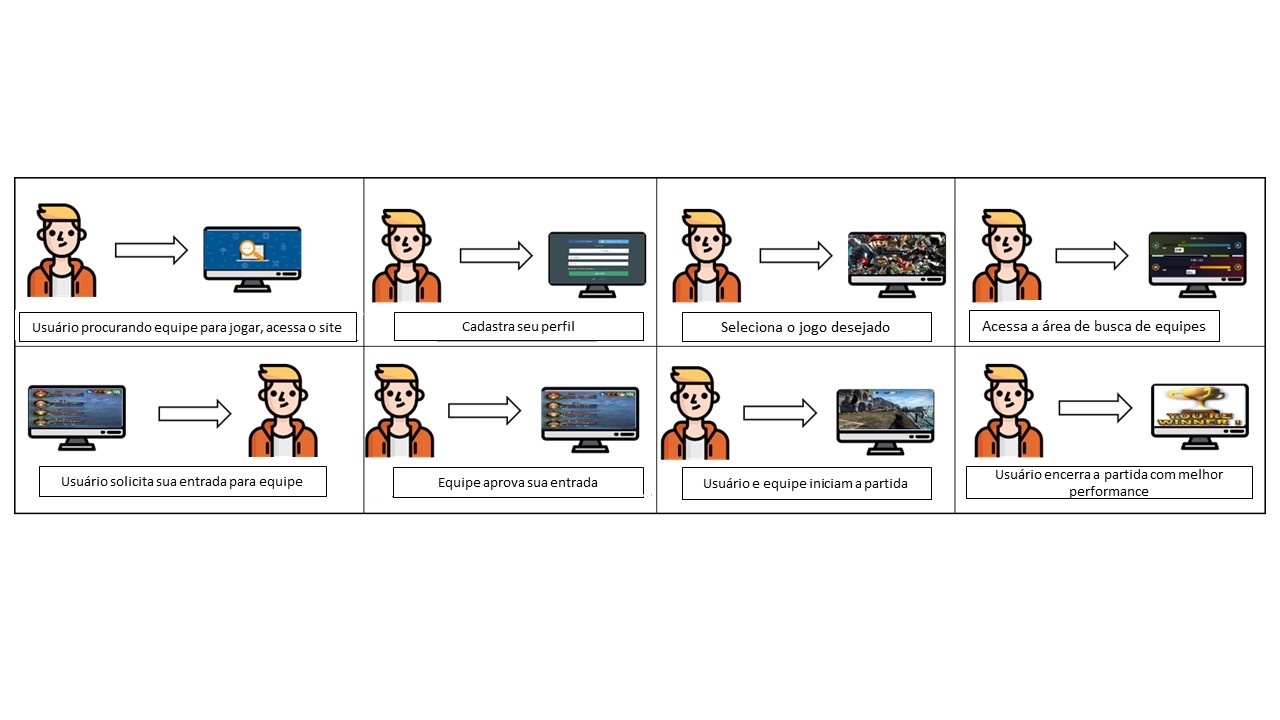 Usuário procurando equipe para jogar, acessa o site
Cadastra seu perfil
Seleciona o jogo desejado
Acessa a área de busca de equipes
Usuário solicita sua entrada para equipe
Equipe aprova sua entrada
Usuário e equipe iniciam a partida
YOU'RE
WINNER !
Usuário encerra a partida com melhor
performance